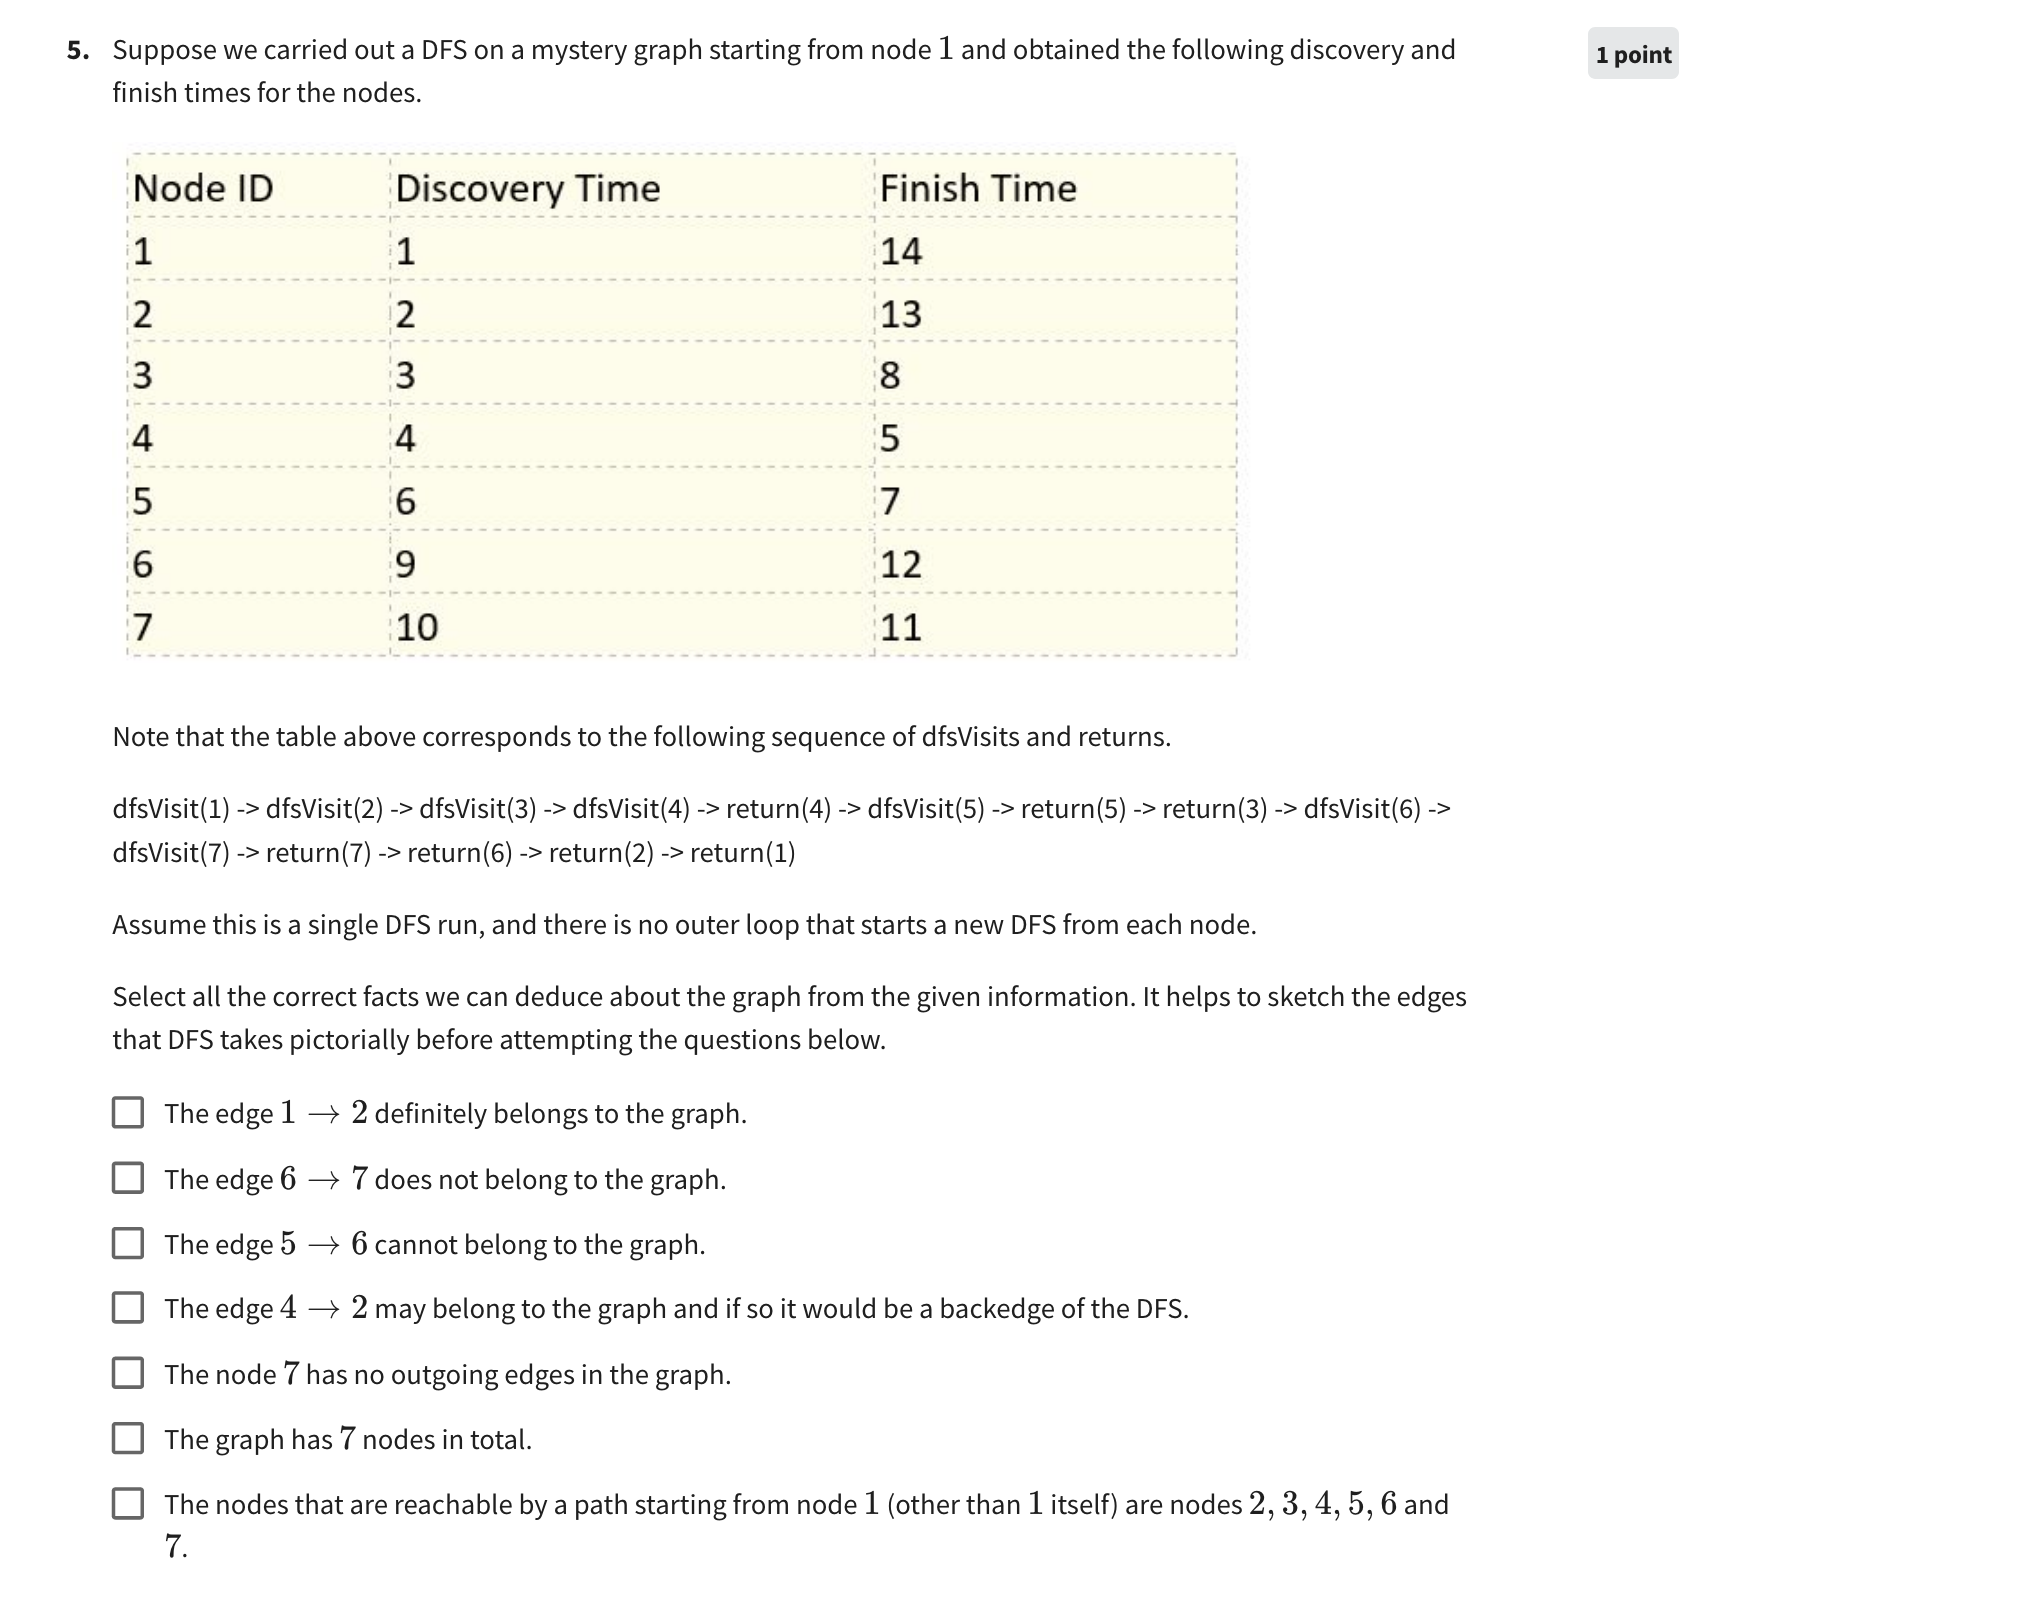 5. Suppose we carried out a DFS on a mystery graph starting from node 1 and obtained the following discovery and
finish times for the nodes.
1 point
Node ID Discovery Time Finish Time
1 1 14
2 2 13
3 3 8
4 4 5
5 6 7
6 9 12
7 10 11
Note that the table above corresponds to the following sequence of dfsVisits and returns.
dfsVisit(1) -> dfsVisit(2) -> dfsVisit(3) -> dfsVisit(4) -> return(4) -> dfsVisit(5) -> return(5) -> return(3) -> dfsVisit(6) ->
dfsVisit(7) -> return(7) -> return(6) -> return(2) -> return(1)
Assume this is a single DFS run, and there is no outer loop that starts a new DFS from each node.
Select all the correct facts we can deduce about the graph from the given information. It helps to sketch the edges
that DFS takes pictorially before attempting the questions below.
The edge 1 → 2 definitely belongs to the graph.
The edge 6 → 7 does not belong to the graph.
The edge 5 → 6 cannot belong to the graph.
The edge 4 → 2 may belong to the graph and if so it would be a backedge of the DFS.
The node 7 has no outgoing edges in the graph.
The graph has 7 nodes in total.
The nodes that are reachable by a path starting from node 1 (other than 1 itself) are nodes 2, 3, 4, 5, 6 and
7.